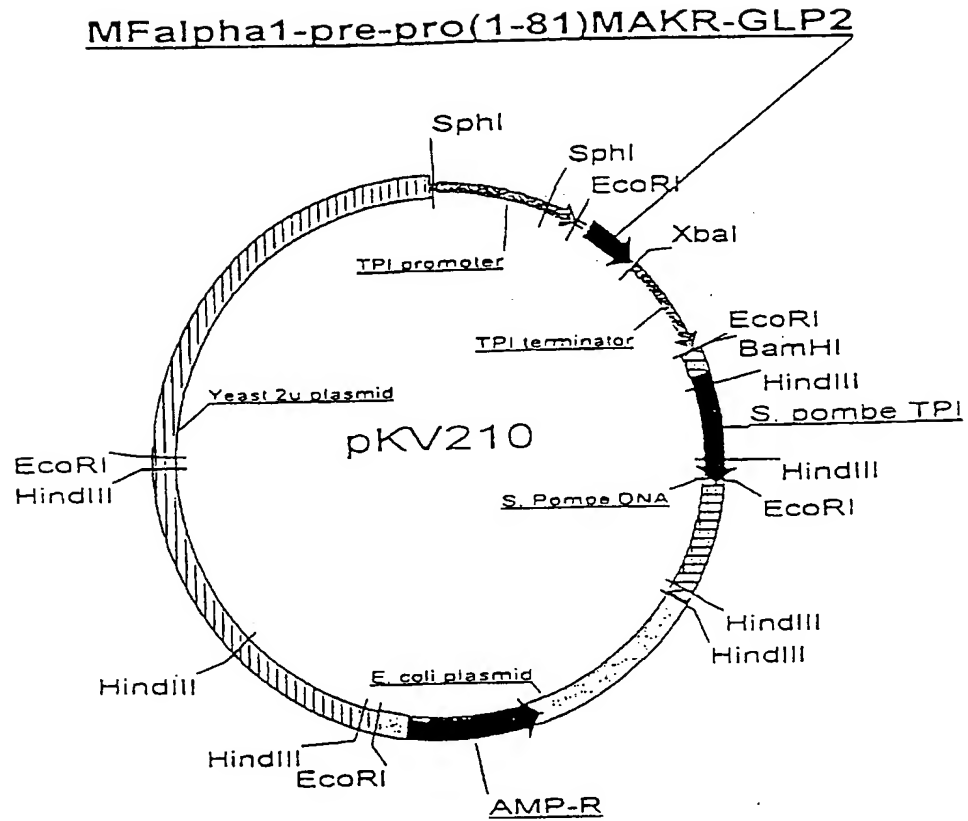 MFalpha1-pre-pro(1-81)MAKR-GLP2
SphI
SphI
EcoRI
XbaI
TPI promoter
TPI terminator
EcoRI
BamHI
HindIII
Yeast 2u plasmid
S. pombe TPI
pKV210
EcoRI
HindIII
HindIII
S. Pompe DNA
EcoRI
HindIII
HindIII
HindIII
E. coli plasmid
HindIII
EcoRI
AMP-R